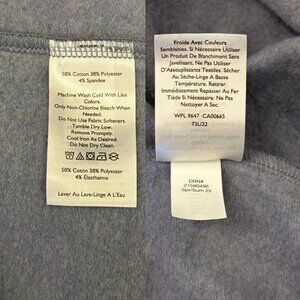 58% Cotton 38% Polyester
4% Spandex
Machine Wash Cold With Like
Colors.
Only Non-Chlorine Bleach When
Needed.
Do Not Use Fabric Softeners.
Tumble Dry Low.
Remove Promptly.
Cool Iron As Desired.
Do Not Dry Clean.
58% Cotton 38% Polyester
4% Élasthanne
Laver Au Lave-Linge A L'Eau
Froide Avec Couleurs
Semblables. Si Nécessaire Utiliser
Un Produit De Blanchiment Sans
Javellisant. Ne Pas Utiliser
D'Assouplissants Textiles. Sécher
Au Sèche-Linge A Basse
Température. Retirer
Immédiatement Repasser Au Fer
Tiède Si Nécessaire. Ne Pas
Nettoyer A Sec.
WPL 9647 CA00665
73L/22
DRN#
21590496
Spr/Sum 25